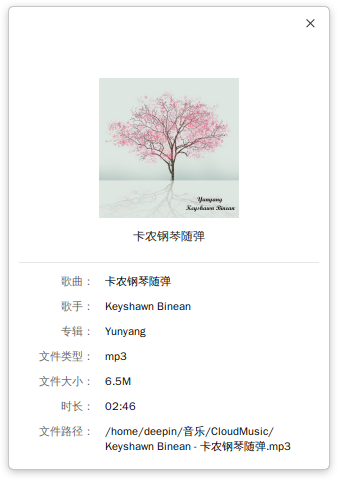 Yunyang
Keyshawn Binean
卡农钢琴随弹
歌曲： 卡农钢琴随弹
歌手： Keyshawn Binean
专辑： Yunyang
文件类型： mp3
文件大小： 6.5M
时长： 02:46
文件路径： /home/deepin/音乐/CloudMusic/
Keyshawn Binean - 卡农钢琴随弹.mp3